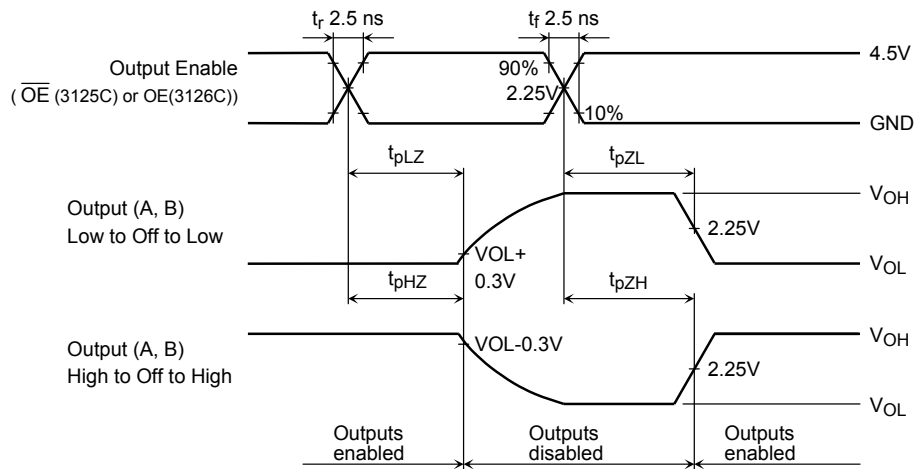 tr 2.5 ns
tf 2.5 ns
Output Enable
( OE (3125C) or OE(3126C))
90%
2.25V
10%
4.5V
GND
tpLZ
tpZL
Output (A, B)
Low to Off to Low
VOL+
0.3V
2.25V
VOH
VOL
tpHZ
tpZH
Output (A, B)
High to Off to High
VOL-0.3V
2.25V
VOH
VOL
Outputs
enabled
Outputs
disabled
Outputs
enabled